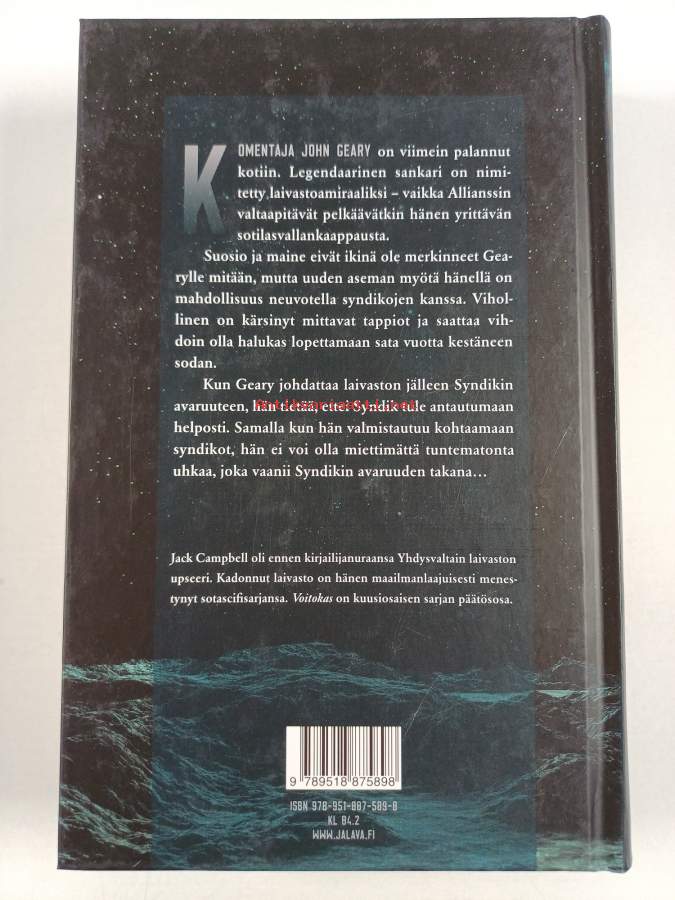 KOMENTAJA JOHN GEARY on viimein palannut
kotiin. Legendaarinen sankari on nimi-
tetty laivastoamiraaliksi – vaikka Allianssin
valtaapitävät pelkäävätkin hänen yrittävän
sotilasvallankaappausta.
Suosio ja maine eivät ikinä ole merkinneet Gea-
rylle mitään, mutta uuden aseman myötä hänellä on
mahdollisuus neuvotella syndikojen kanssa. Vihol-
linen on kärsinyt mittavat tappiot ja saattaa vih-
doin olla halukas lopettamaan sata vuotta kestäneen
sodan.
Kun Geary johdattaa laivaston jälleen Syndikin
avaruuteen, hän tietää, ettei Syndik tule antautumaan
helposti. Samalla kun hän valmistautuu kohtaamaan
syndikot, hän ei voi olla miettimättä tuntematonta
uhkaa, joka vaanii Syndikin avaruuden takana…
Jack Campbell oli ennen kirjailijanuraansa Yhdysvaltain laivaston
upseeri. Kadonnut laivasto on hänen maailmanlaajuisesti menes-
tynyt sotascifisarjansa. Voitokas on kuusiosaisen sarjan päätösosa.
9 789518 875898
ISBN 978-951-887-589-8
KL 84.2
WWW.JALAVA.FI